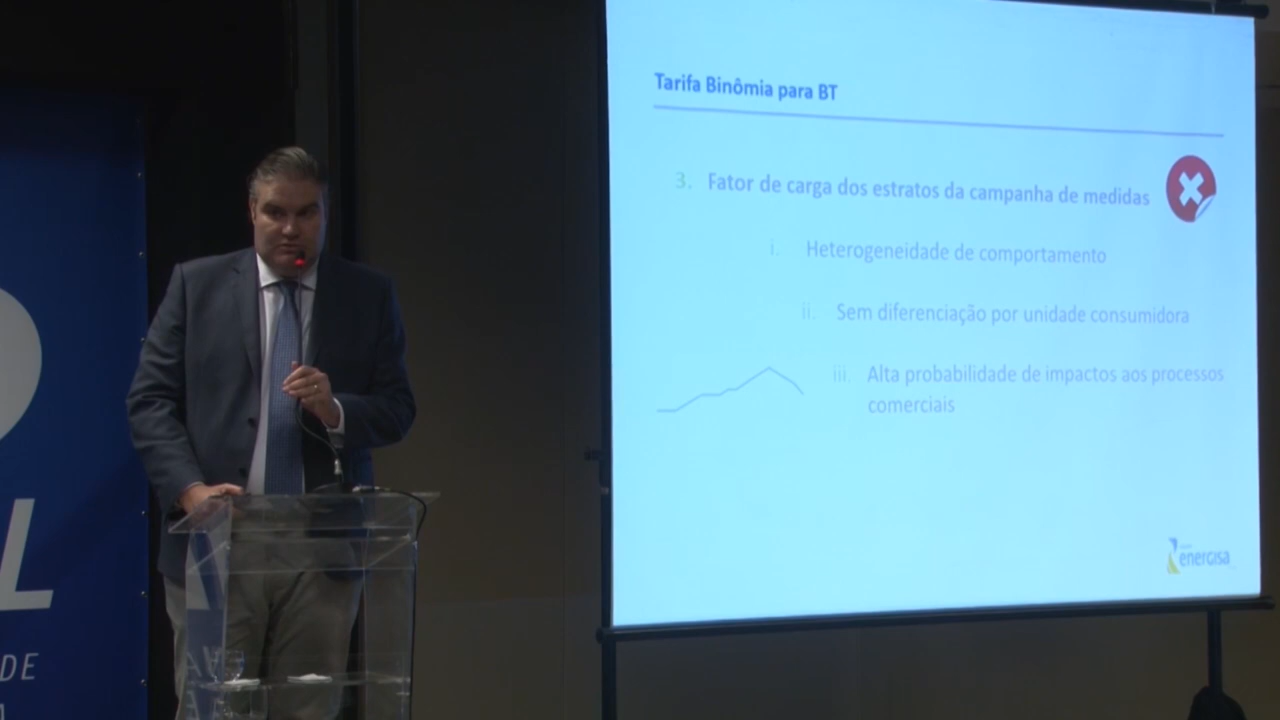 Tarifa Binômia para BT
3. Fator de carga dos estratos da campanha de medidas
i. Heterogeneidade de comportamento
ii. Sem diferenciação por unidade consumidora
iii. Alta probabilidade de impactos aos processos
comerciais
energisa
L
DE